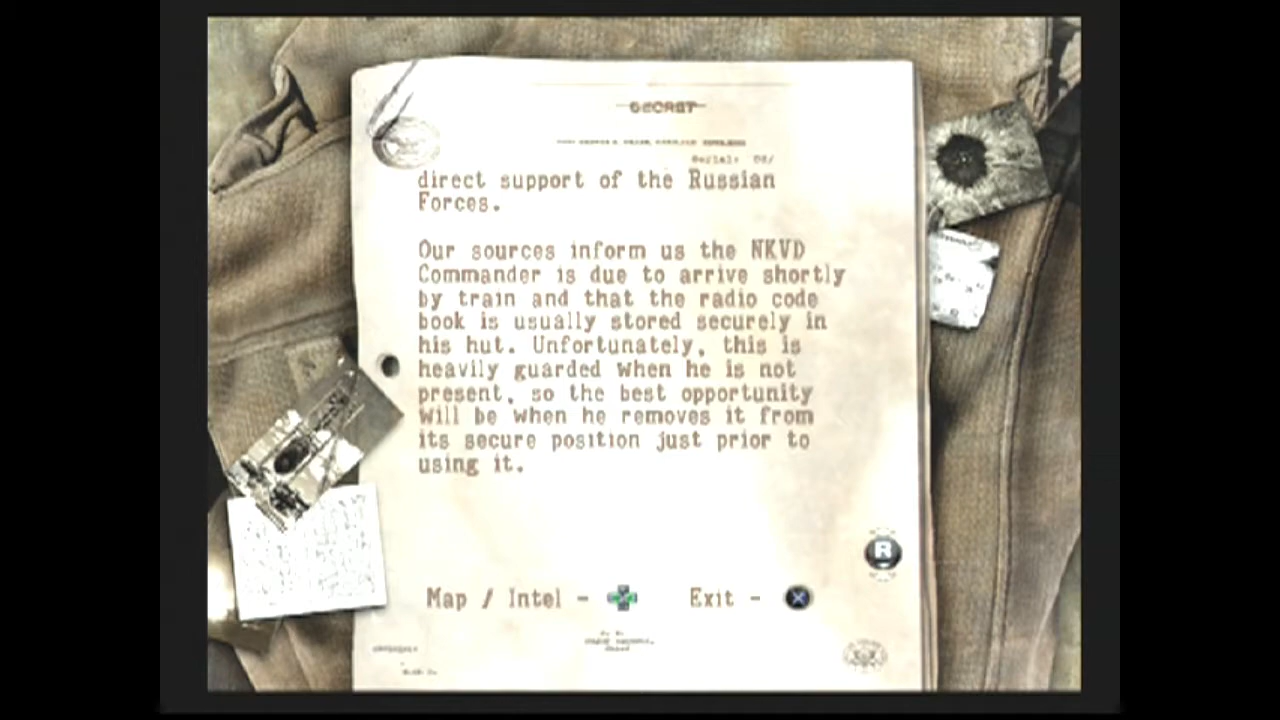 SECRET
Serial: 06/
direct support of the Russian
Forces.
Our sources inform us the NKVD
Commander is due to arrive shortly
by train and that the radio code
book is usually stored securely in
his hut. Unfortunately, this is
heavily guarded when he is not
present, so the best opportunity
will be when he removes it from
its secure position just prior to
using it.
R
Map / Intel - Exit -